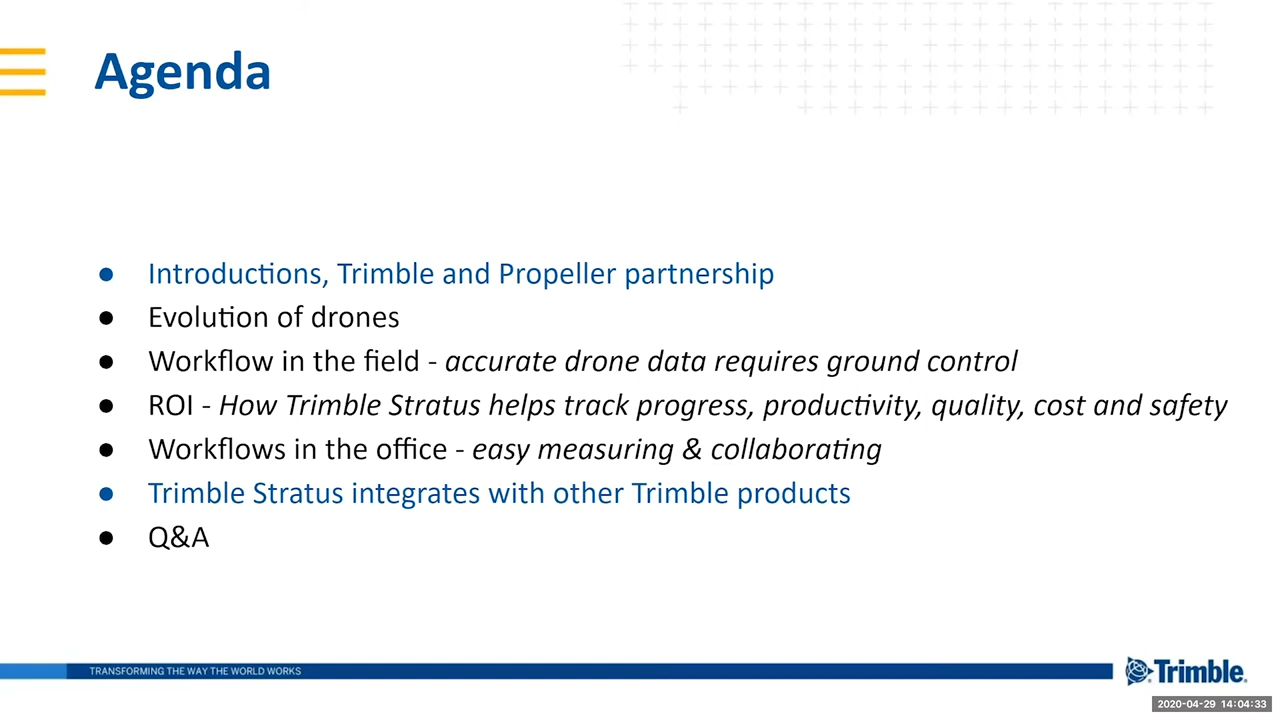 Agenda
● Introductions, Trimble and Propeller partnership
● Evolution of drones
● Workflow in the field - accurate drone data requires ground control
● ROI - How Trimble Stratus helps track progress, productivity, quality, cost and safety
● Workflows in the office - easy measuring & collaborating
● Trimble Stratus integrates with other Trimble products
● Q&A
TRANSFORMING THE WAY THE WORLD WORKS
Trimble
2020-04-29 14:04:33